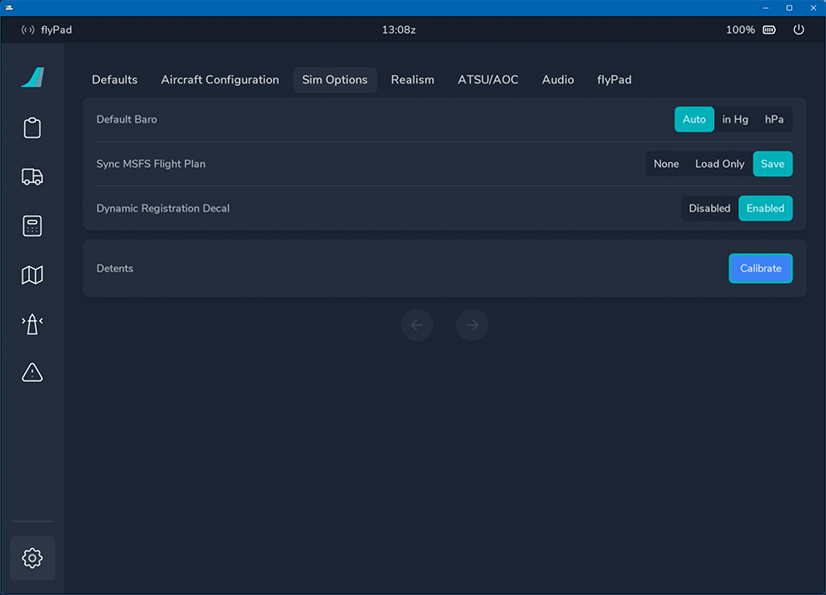 flyPad 13:08z 100%
Defaults Aircraft Configuration Sim Options Realism ATSU/AOC Audio flyPad
Default Baro Auto in Hg hPa
Sync MSFS Flight Plan None Load Only Save
Dynamic Registration Decal Disabled Enabled
Detents Calibrate